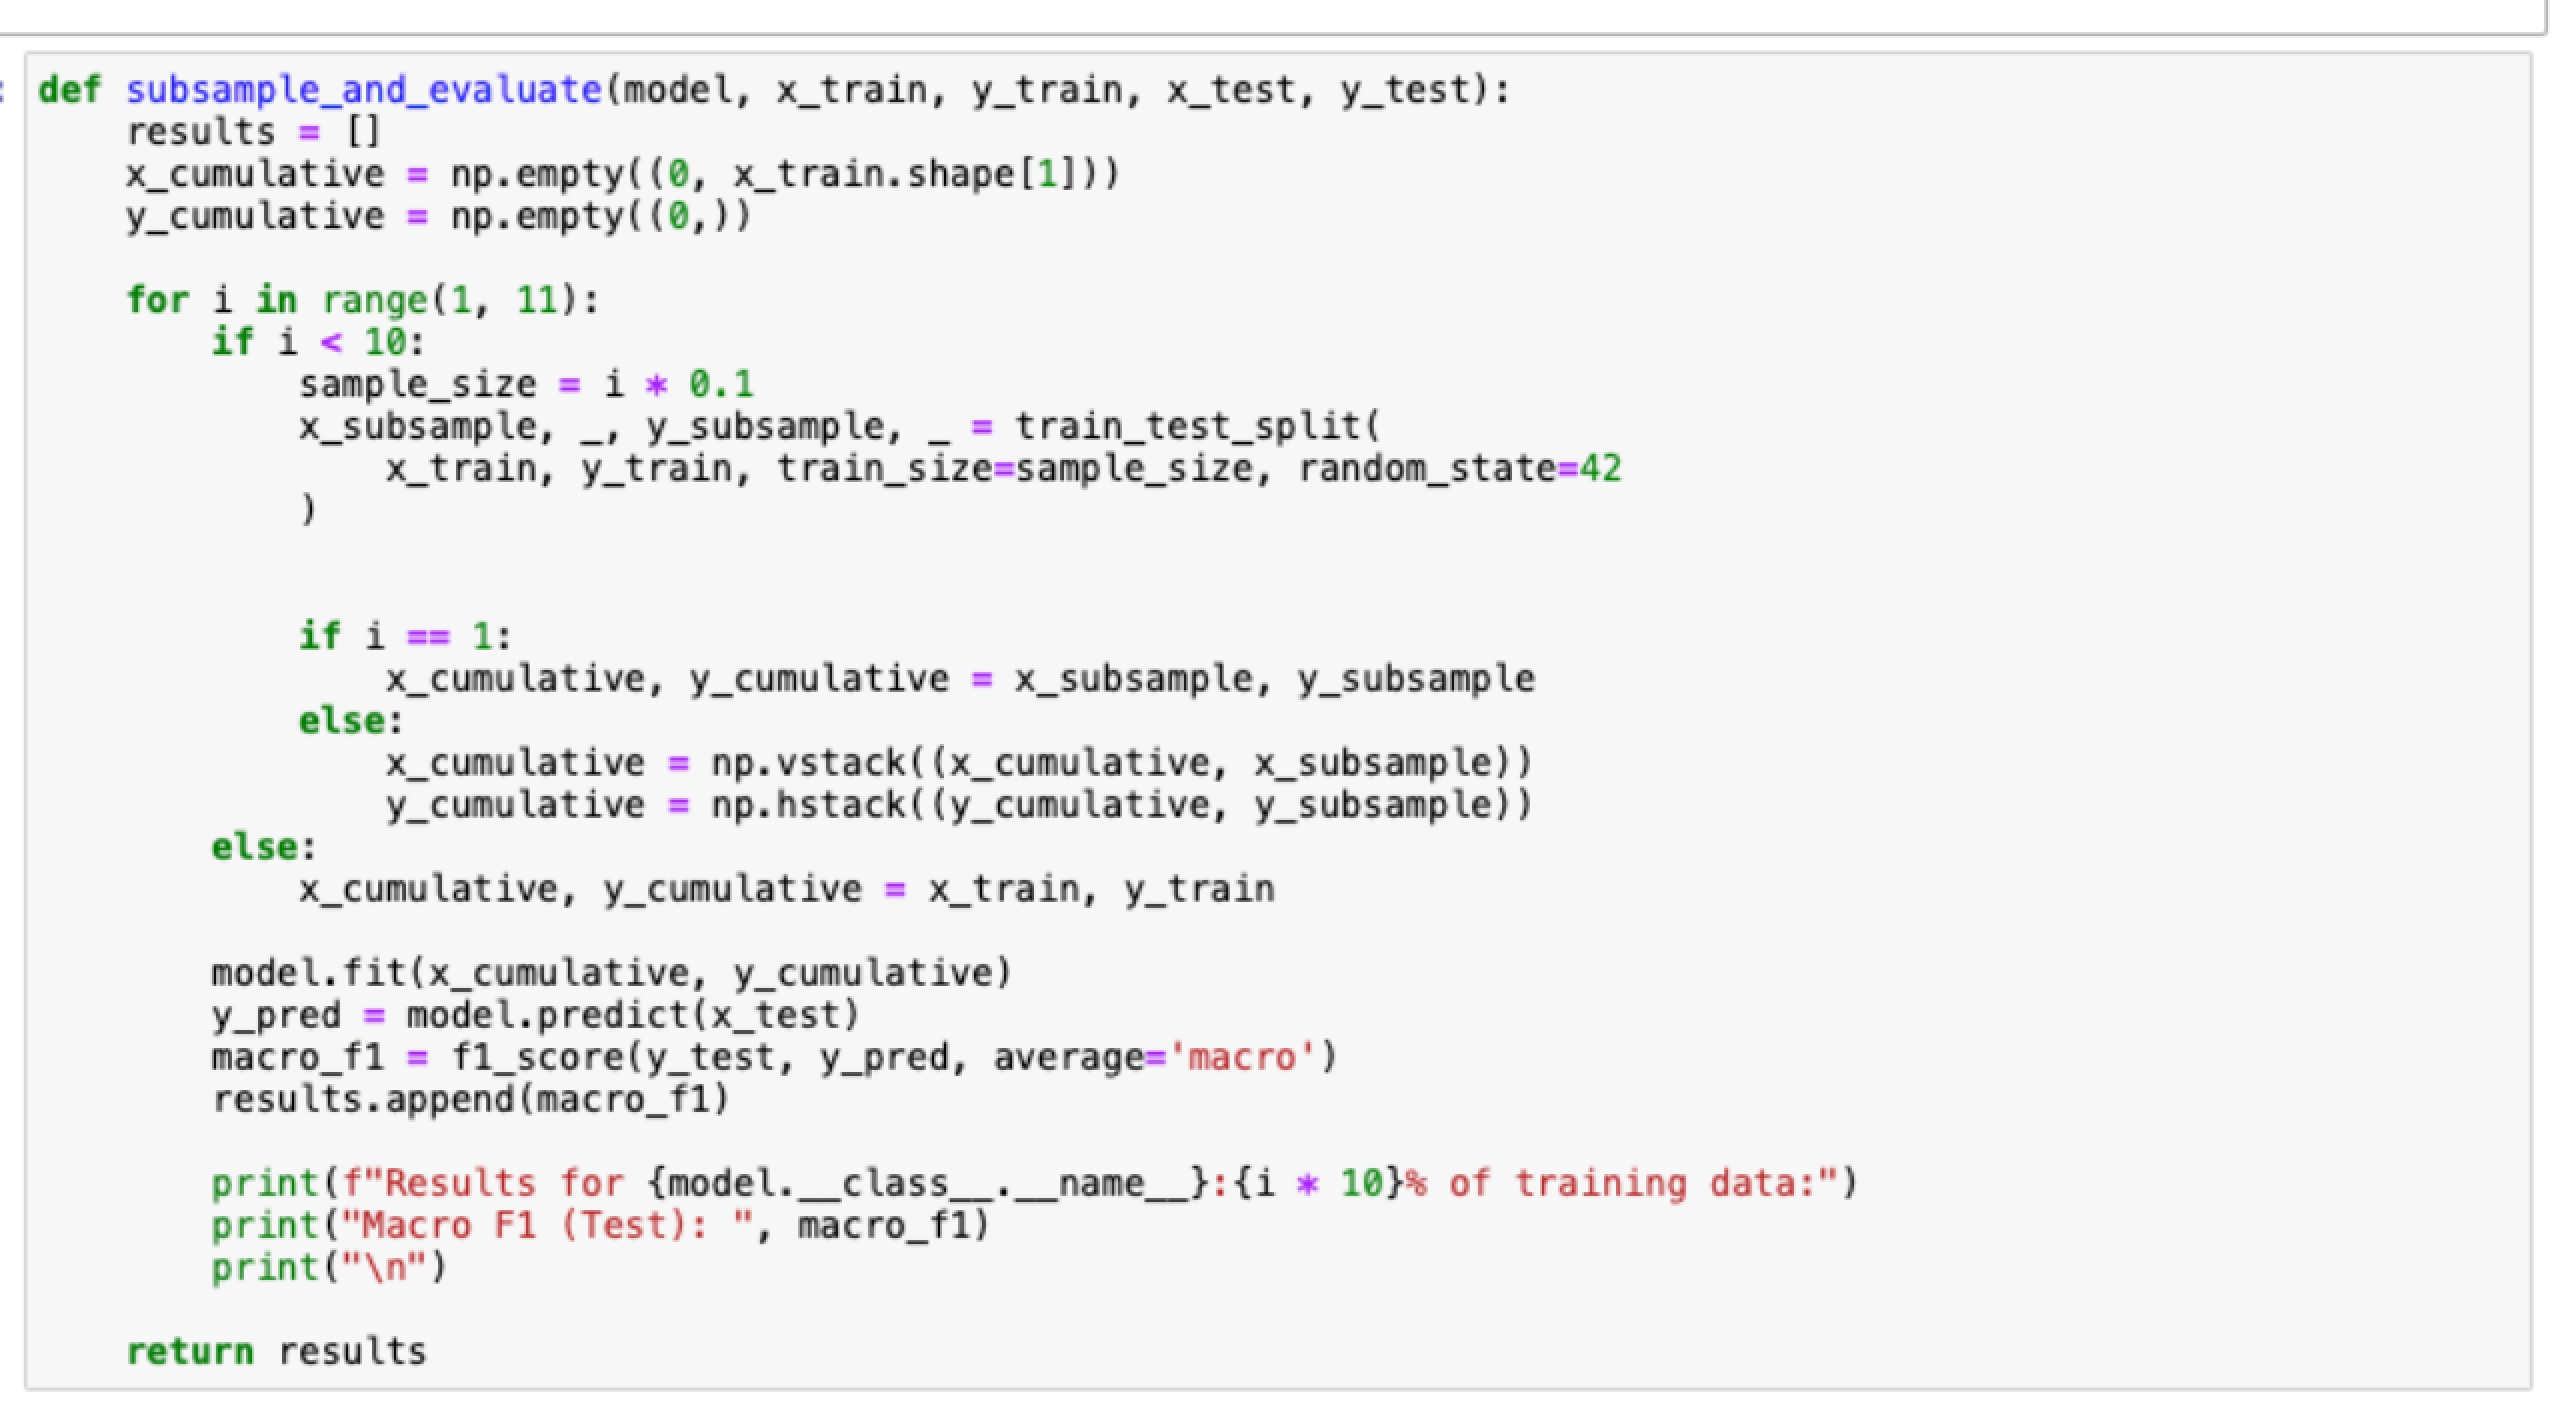 def subsample_and_evaluate(model, x_train, y_train, x_test, y_test):
    results = []
    x_cumulative = np.empty((0, x_train.shape[1]))
    y_cumulative = np.empty((0,))

    for i in range(1, 11):
        if i < 10:
            sample_size = i * 0.1
            x_subsample, _, y_subsample, _ = train_test_split(
                x_train, y_train, train_size=sample_size, random_state=42
            )

            if i == 1:
                x_cumulative, y_cumulative = x_subsample, y_subsample
            else:
                x_cumulative = np.vstack((x_cumulative, x_subsample))
                y_cumulative = np.hstack((y_cumulative, y_subsample))
        else:
            x_cumulative, y_cumulative = x_train, y_train

        model.fit(x_cumulative, y_cumulative)
        y_pred = model.predict(x_test)
        macro_f1 = f1_score(y_test, y_pred, average='macro')
        results.append(macro_f1)

        print(f"Results for {model.__class__.__name__}:{i * 10}% of training data:")
        print("Macro F1 (Test): ", macro_f1)
        print("\n")

    return results